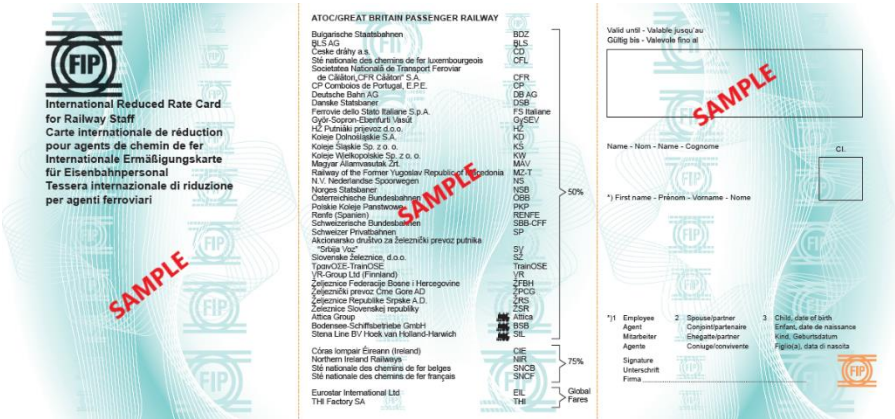 FIP
International Reduced Rate Card
for Railway Staff
Carte internationale de réduction
pour agents de chemin de fer
Internationale Ermäßigungskarte
für Eisenbahnpersonal
Tessera internazionale di riduzione
per agenti ferroviari
SAMPLE
FIP
FIP
ATOC/GREAT BRITAIN PASSENGER RAILWAY
Bulgarische Staatsbahnen BDZ
BLS AG BLS
Česke dráhy a.s. ČD
Sté nationale des chemins de fer luxembourgeois CFL
Societatea Natională de Transport Feroviar
de Călători„CFR Călători" S.A. CFR
CP Comboios de Portugal, E.P.E. CP
Deutsche Bahn AG DB AG
Danske Statsbaner DSB
Ferrovie dello Stato Italiane S.p.A. FS Italiane
Györ-Sopron-Ebenfurti Vasút GySEV
HŽ Putnički prijevoz d.o.o. HŽ
Koleje Dolnośląskie S.A. KD
Koleje Śląskie Sp. z o. o. KŚ
Koleje Wielkopolskie Sp. z o. o. KW
Magyar Államvasutak Zrt. MÁV
Railway of the Former Yugoslav Republic of Macedonia MZ-T
N.V. Nederlandse Spoorwegen NS
Norges Statsbaner NSB
Österreichische Bundesbahnen ÖBB
Polskie Koleje Panstwowe PKP
Renfe (Spanien) RENFE
Schweizerische Bundesbahnen SBB-CFF
Schweizer Privatbahnen SP
Akcionarsko društvo za železnički prevoz putnika
"Srbija Voz" SV
Slovenske železnice, d.o.o. SŽ
ΤραινΟΣΕ-TrainOSE TrainOSE
VR-Group Ltd (Finnland) VR
Željeznice Federacije Bosne i Hercegovine ŽFBH
Željeznički prevoz Crne Gore AD ŽPCG
Željeznice Republike Srpske A.D. ŽRS
Železnice Slovenskej republiky ŽSR
Attica Group Attica
Bodensee-Schiffsbetriebe GmbH BSB
Stena Line BV Hoek van Holland-Harwich StL
50%
SAMPLE
Córas Iompair Éireann (Ireland) CIE
Northern Ireland Railways NIR
Sté nationale des chemins de fer belges SNCB
Sté nationale des chemins de fer français SNCF
75%
Eurostar International Ltd EIL
THI Factory SA THI
Global
Fares
Valid until - Valable jusqu'au
Gültig bis - Valevole fino al
SAMPLE
Name - Nom - Name - Cognome
Cl.
*) First name - Prénom - Vorname - Nome
*)1 Employee 2 Spouse/partner 3 Child, date of birth
Agent Conjoint/partenaire Enfant, date de naissance
Mitarbeiter Ehegatte/partner Kind, Geburtsdatum
Agente Coniuge/convivente Figlio(a), data di nascita
Signature
Unterschrift
Firma
FIP